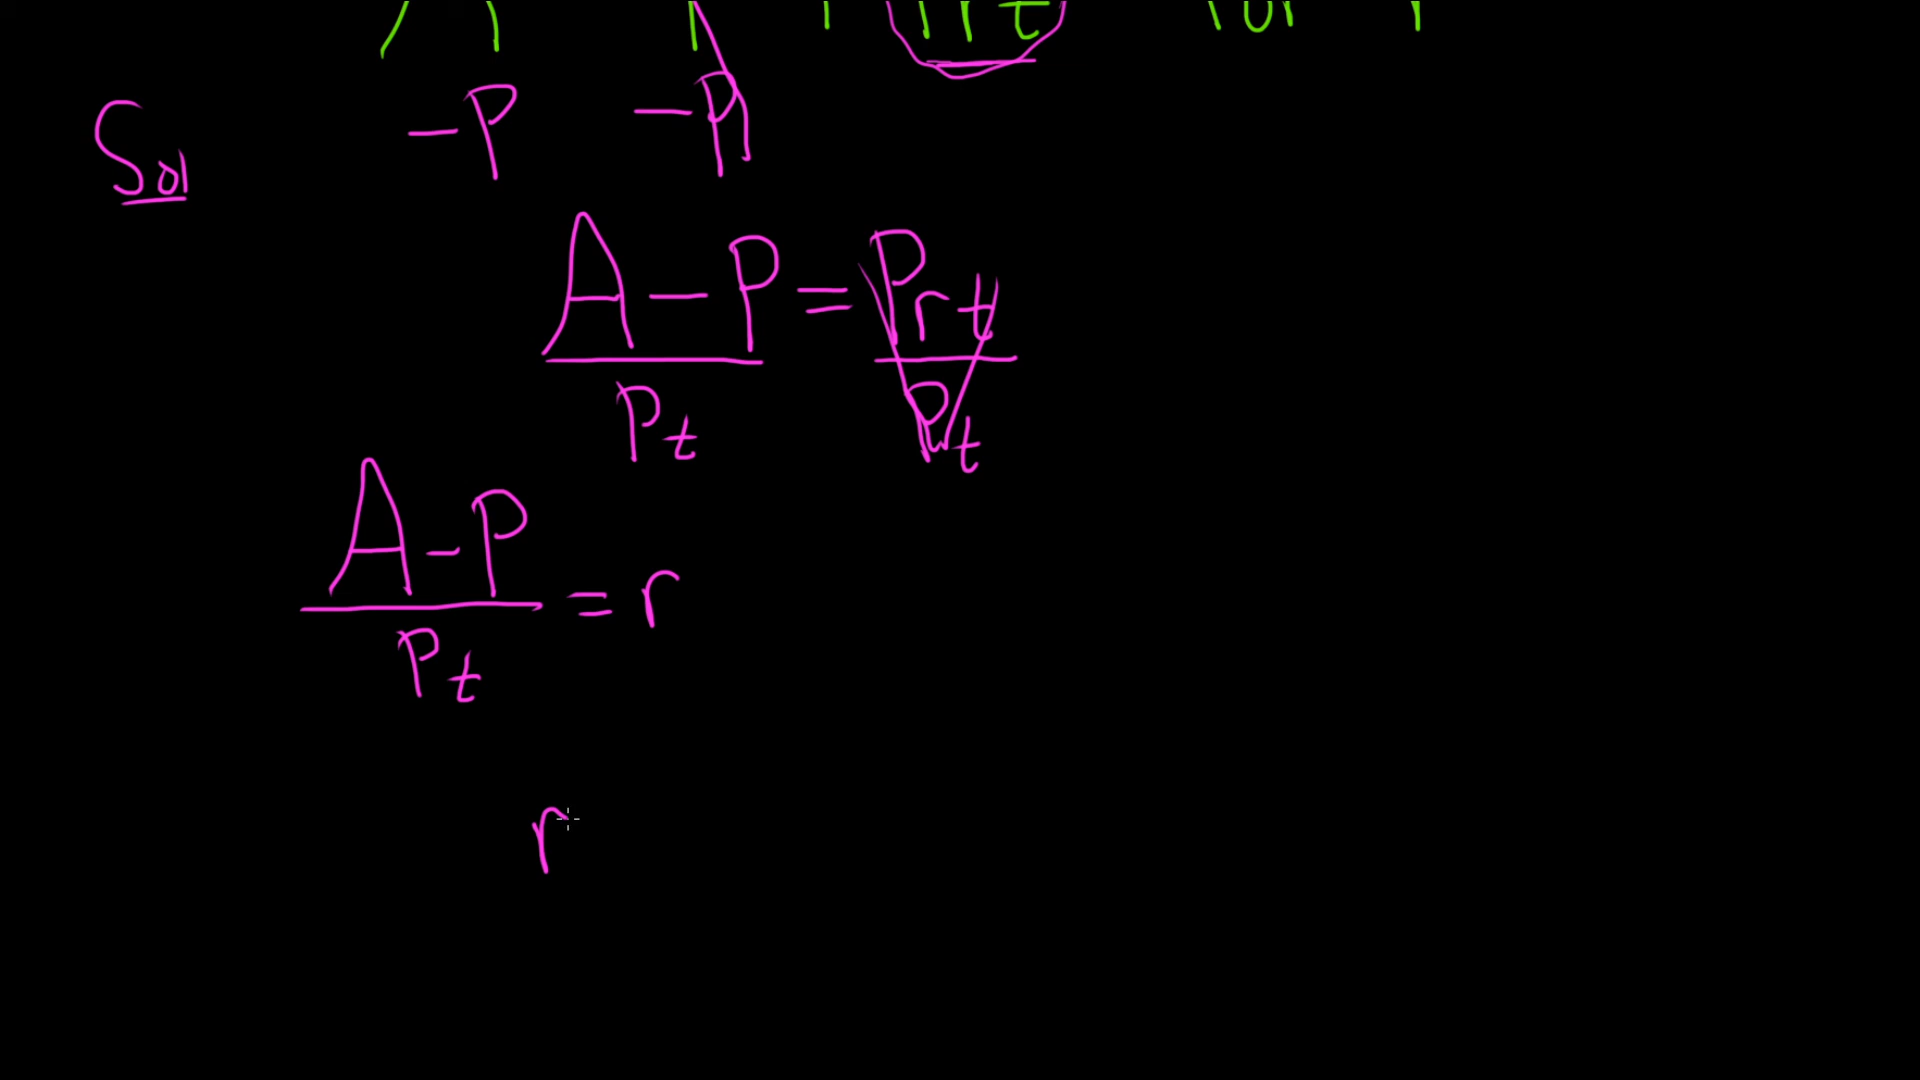 Sol -P -P
A-P = Prt
Pt Pt
A-P = r
Pt
r